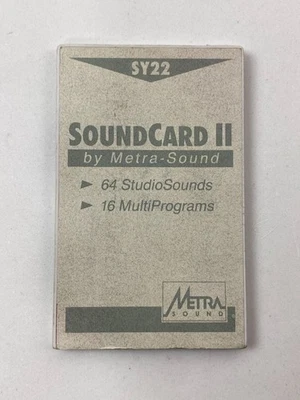 SY22
SOUNDCARD II
by Metra-Sound
► 64 StudioSounds
► 16 MultiPrograms
METRA
SOUND